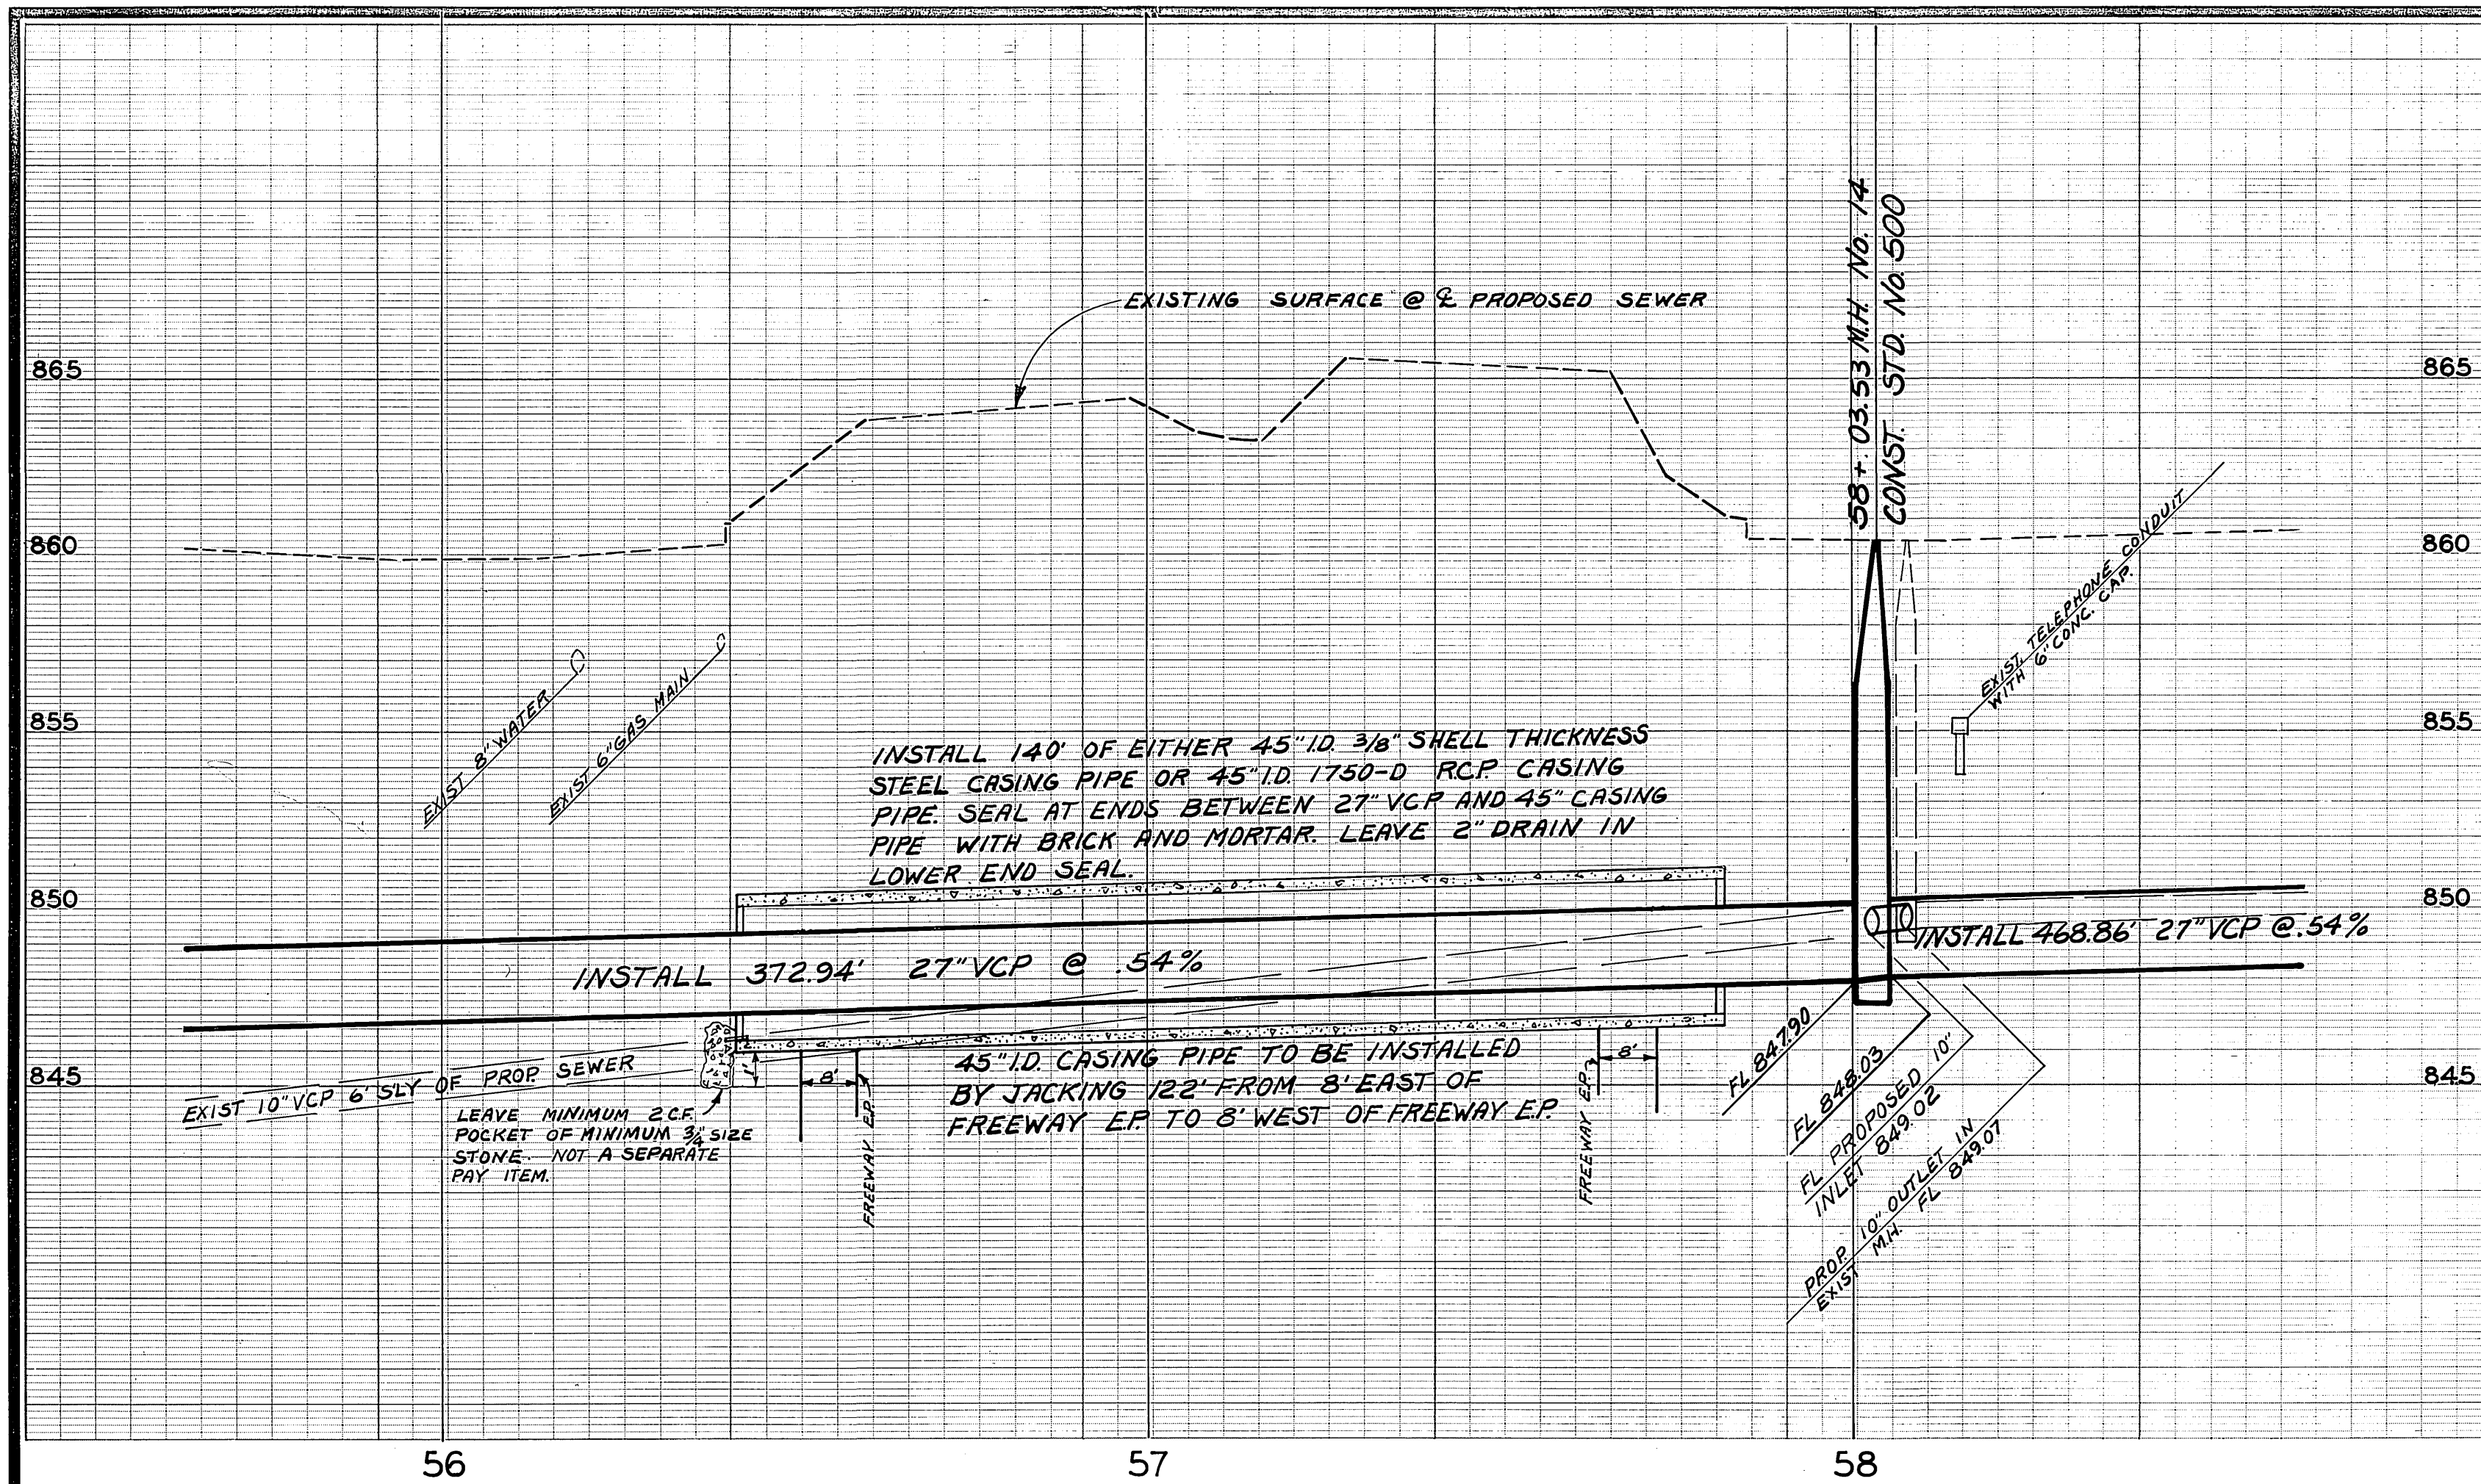 58+03.53 M.H. No. 14
CONST. STD. No. 500
EXISTING SURFACE @ ℄ PROPOSED SEWER
865
865
860
860
EXIST. TELEPHONE CONDUIT
WITH 6" CONC. CAP.
855
855
EXIST 8" WATER
EXIST 6" GAS MAIN
INSTALL 140' OF EITHER 45" I.D. 3/8" SHELL THICKNESS
STEEL CASING PIPE OR 45" I.D. 1750-D R.C.P. CASING
PIPE. SEAL AT ENDS BETWEEN 27" VCP AND 45" CASING
PIPE WITH BRICK AND MORTAR. LEAVE 2" DRAIN IN
LOWER END SEAL.
850
850
INSTALL 372.94' 27" VCP @ .54%
INSTALL 468.86' 27" VCP @ .54%
845
845
EXIST 10" VCP 6' SLY OF PROP. SEWER
1'
8'
8'
FREEWAY E.P.
FREEWAY E.P.
LEAVE MINIMUM 2 C.F.
POCKET OF MINIMUM 3/4" SIZE
STONE. NOT A SEPARATE
PAY ITEM.
45" I.D. CASING PIPE TO BE INSTALLED
BY JACKING 122' FROM 8' EAST OF
FREEWAY E.P. TO 8' WEST OF FREEWAY E.P.
FL 847.90
FL 848.03
FL PROPOSED 10"
INLET 849.02
PROP. 10" OUTLET IN
EXIST M.H. FL 849.07
56
57
58